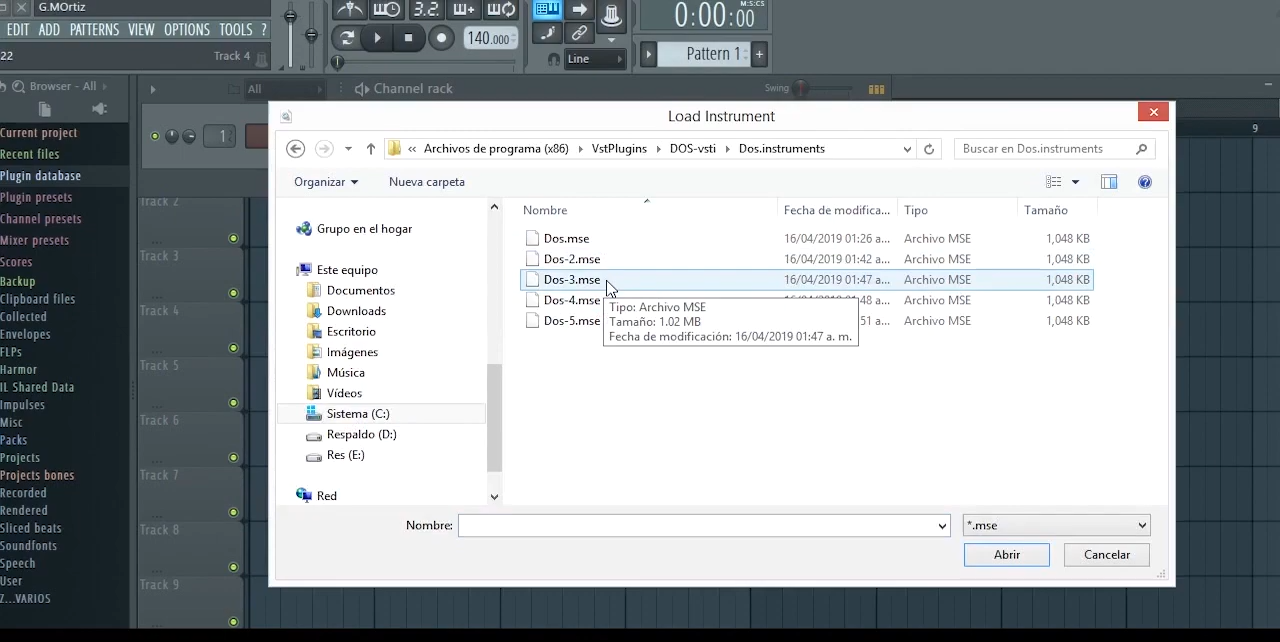 G.MOrtiz
EDIT ADD PATTERNS VIEW OPTIONS TOOLS ?
22
Track 4
3.2
140.000
Line
0:00:00
M:S:CS
Pattern 1
+
Browser - All
All
Channel rack
Swing
1
9
Current project
Recent files
Plugin database
Plugin presets
Channel presets
Mixer presets
Scores
Backup
Clipboard files
Collected
Envelopes
FLPs
Harmor
IL Shared Data
Impulses
Misc
Packs
Projects
Projects bones
Recorded
Rendered
Sliced beats
Soundfonts
Speech
User
Z...VARIOS
Track 2
Track 3
Track 4
Track 5
Track 6
Track 7
Track 8
Track 9
Load Instrument
« Archivos de programa (x86) VstPlugins DOS-vsti Dos.instruments
Buscar en Dos.instruments
Organizar Nueva carpeta
Grupo en el hogar
Este equipo
Documentos
Downloads
Escritorio
Imágenes
Música
Vídeos
Sistema (C:)
Respaldo (D:)
Res (E:)
Red
Nombre Fecha de modifica... Tipo Tamaño
Dos.mse 16/04/2019 01:26 a... Archivo MSE 1,048 KB
Dos-2.mse 16/04/2019 01:42 a... Archivo MSE 1,048 KB
Dos-3.mse 16/04/2019 01:47 a... Archivo MSE 1,048 KB
Dos-4.mse 16/04/2019 01:48 a... Archivo MSE 1,048 KB
Dos-5.mse 51 a... Archivo MSE 1,048 KB
Tipo: Archivo MSE
Tamaño: 1.02 MB
Fecha de modificación: 16/04/2019 01:47 a. m.
Nombre:
*.mse
Abrir Cancelar